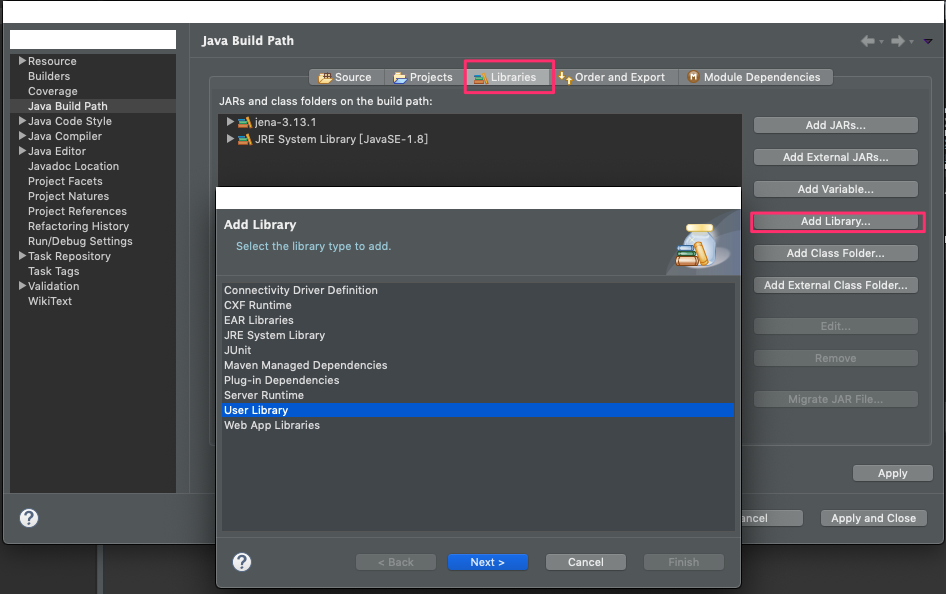 Java Build Path
Resource
Builders
Coverage
Java Build Path
Java Code Style
Java Compiler
Java Editor
Javadoc Location
Project Facets
Project Natures
Project References
Refactoring History
Run/Debug Settings
Task Repository
Task Tags
Validation
WikiText
Source
Projects
Libraries
Order and Export
Module Dependencies
JARs and class folders on the build path:
jena-3.13.1
JRE System Library [JavaSE-1.8]
Add JARs...
Add External JARs...
Add Variable...
Add Library...
Add Class Folder...
Add External Class Folder...
Edit...
Remove
Migrate JAR File...
Apply
ancel
Apply and Close
Add Library
Select the library type to add.
Connectivity Driver Definition
CXF Runtime
EAR Libraries
JRE System Library
JUnit
Maven Managed Dependencies
Plug-in Dependencies
Server Runtime
User Library
Web App Libraries
?
?
< Back
Next >
Cancel
Finish